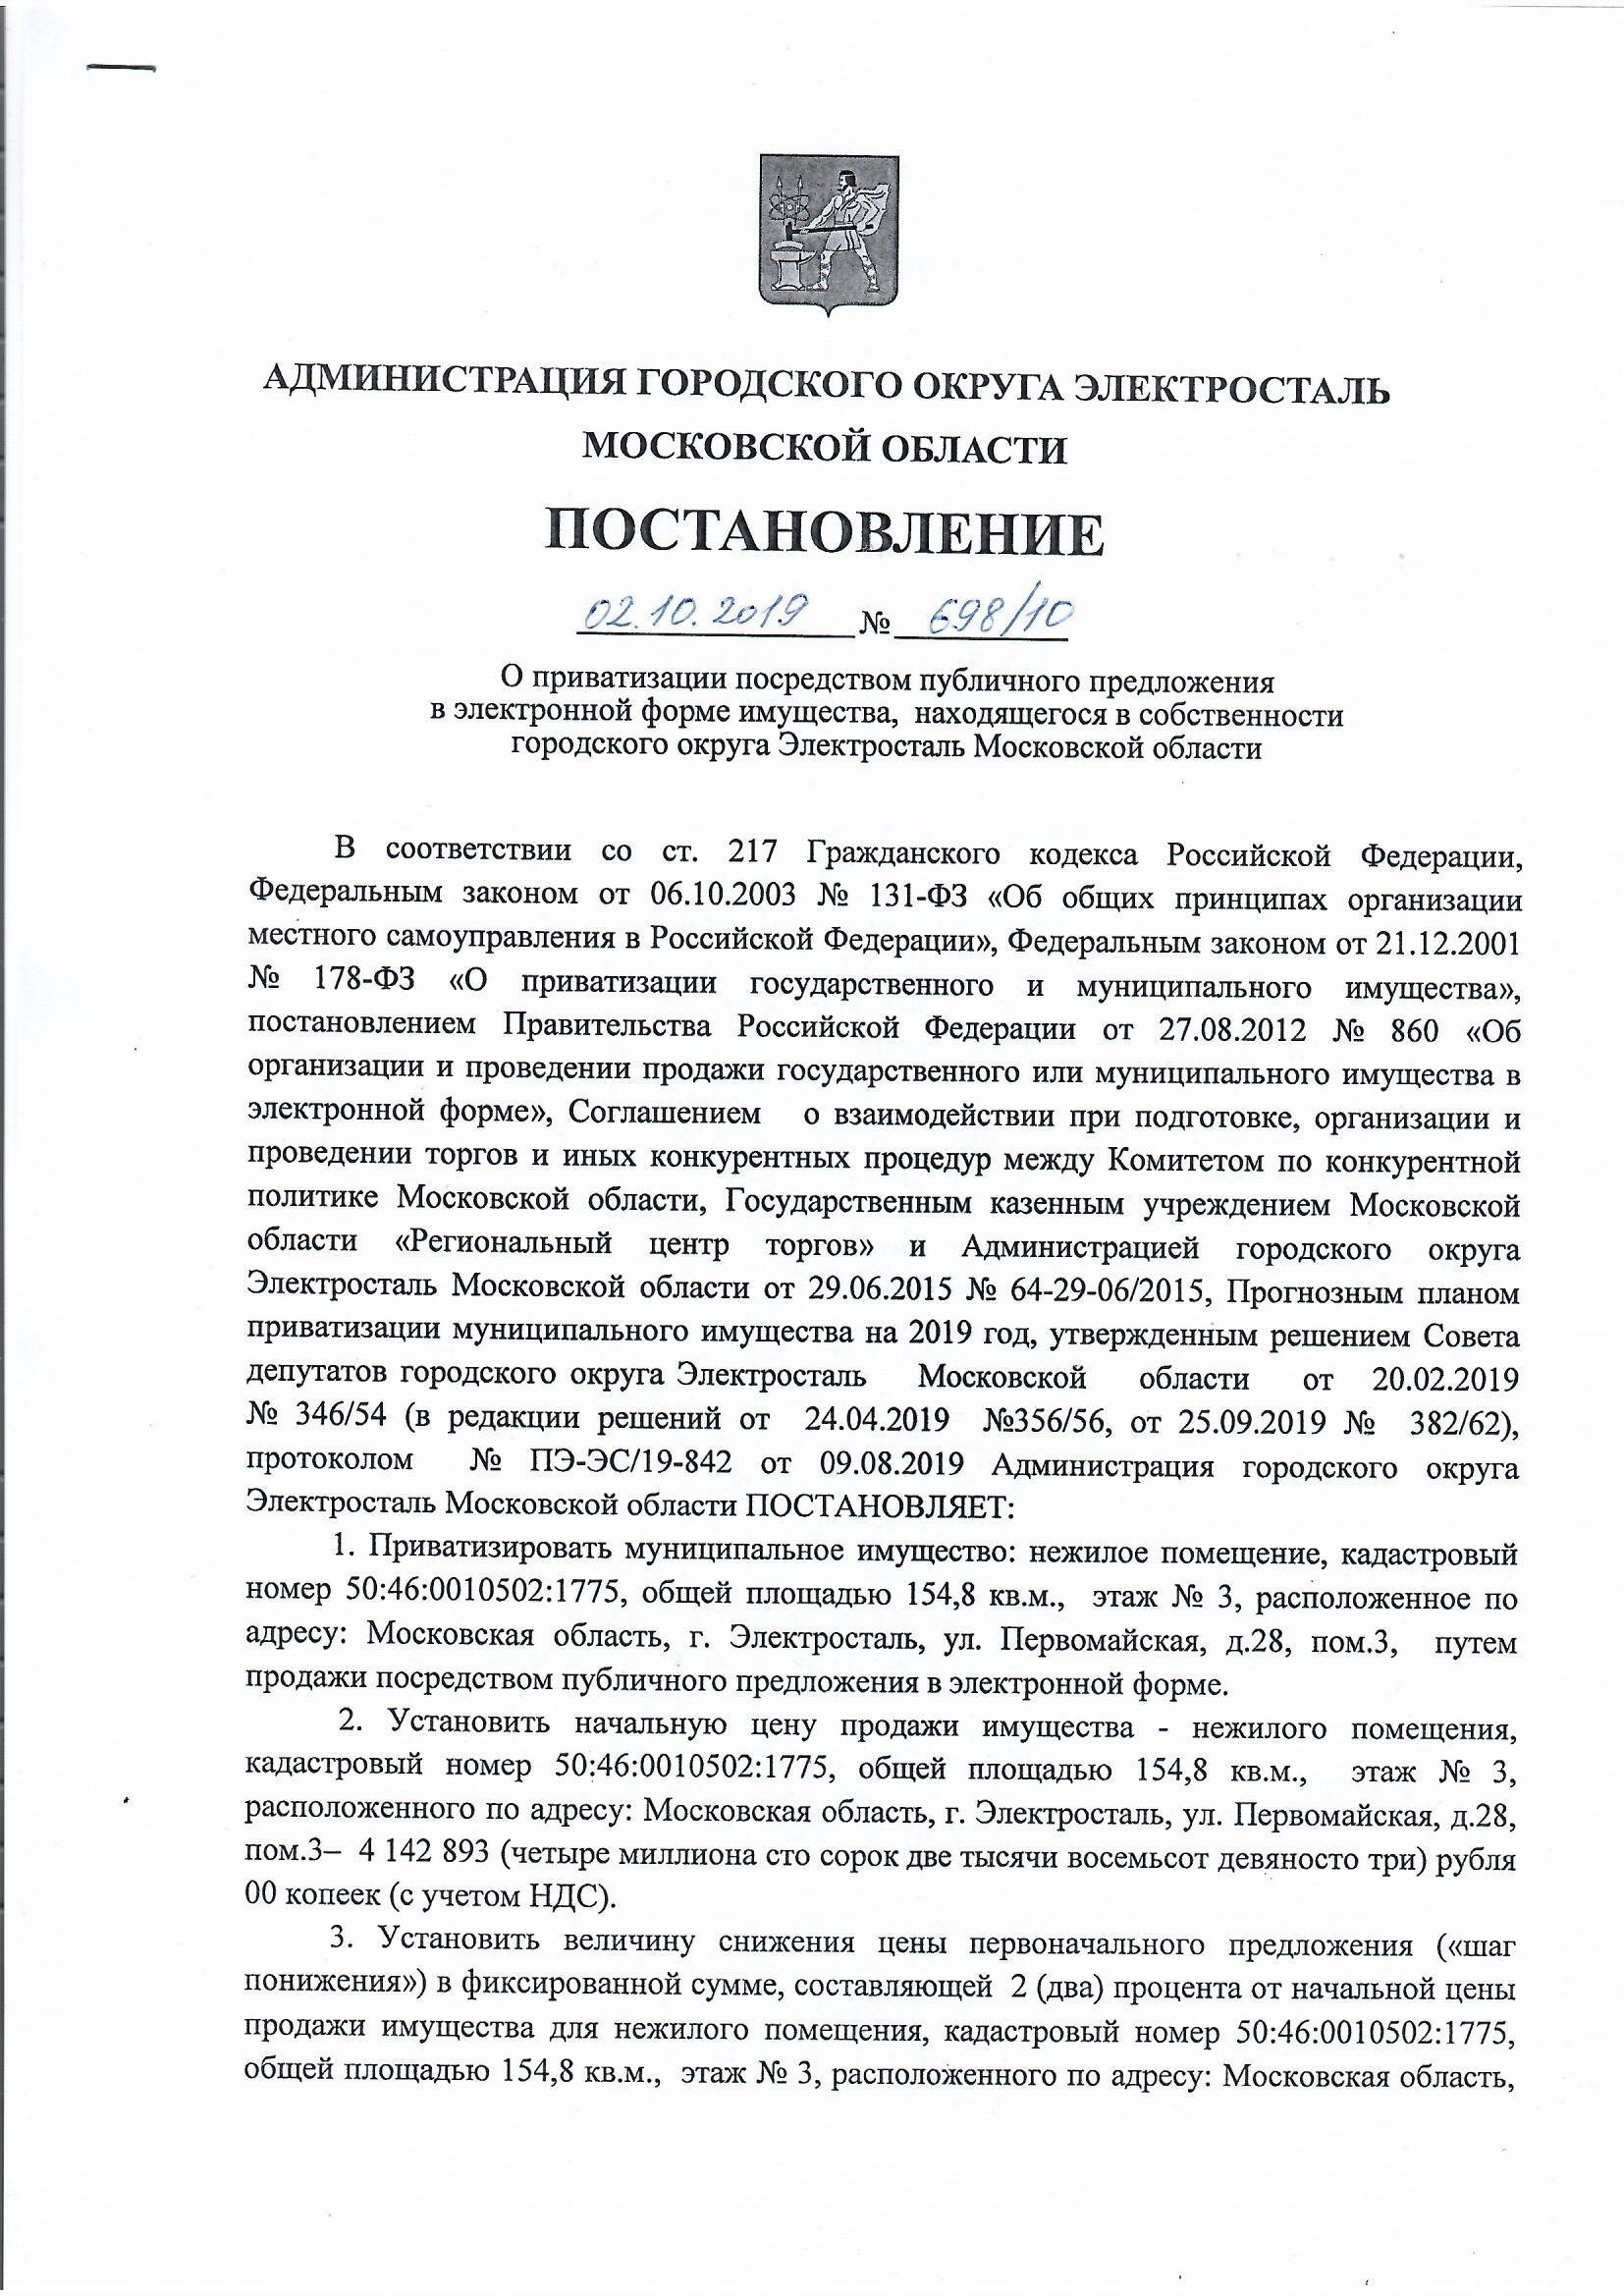 АДМИНИСТРАЦИЯ ГОРОДСКОГО ОКРУГА ЭЛЕКТРОСТАЛЬ
МОСКОВСКОЙ ОБЛАСТИ
ПОСТАНОВЛЕНИЕ
02.10.2019 № 698/10
О приватизации посредством публичного предложения
в электронной форме имущества, находящегося в собственности
городского округа Электросталь Московской области
В соответствии со ст. 217 Гражданского кодекса Российской Федерации,
Федеральным законом от 06.10.2003 № 131-ФЗ «Об общих принципах организации
местного самоуправления в Российской Федерации», Федеральным законом от 21.12.2001
№ 178-ФЗ «О приватизации государственного и муниципального имущества»,
постановлением Правительства Российской Федерации от 27.08.2012 № 860 «Об
организации и проведении продажи государственного или муниципального имущества в
электронной форме», Соглашением о взаимодействии при подготовке, организации и
проведении торгов и иных конкурентных процедур между Комитетом по конкурентной
политике Московской области, Государственным казенным учреждением Московской
области «Региональный центр торгов» и Администрацией городского округа
Электросталь Московской области от 29.06.2015 № 64-29-06/2015, Прогнозным планом
приватизации муниципального имущества на 2019 год, утвержденным решением Совета
депутатов городского округа Электросталь Московской области от 20.02.2019
№ 346/54 (в редакции решений от 24.04.2019 №356/56, от 25.09.2019 № 382/62),
протоколом № ПЭ-ЭС/19-842 от 09.08.2019 Администрация городского округа
Электросталь Московской области ПОСТАНОВЛЯЕТ:
1. Приватизировать муниципальное имущество: нежилое помещение, кадастровый
номер 50:46:0010502:1775, общей площадью 154,8 кв.м., этаж № 3, расположенное по
адресу: Московская область, г. Электросталь, ул. Первомайская, д.28, пом.3, путем
продажи посредством публичного предложения в электронной форме.
2. Установить начальную цену продажи имущества - нежилого помещения,
кадастровый номер 50:46:0010502:1775, общей площадью 154,8 кв.м., этаж № 3,
расположенного по адресу: Московская область, г. Электросталь, ул. Первомайская, д.28,
пом.3– 4 142 893 (четыре миллиона сто сорок две тысячи восемьсот девяносто три) рубля
00 копеек (с учетом НДС).
3. Установить величину снижения цены первоначального предложения («шаг
понижения») в фиксированной сумме, составляющей 2 (два) процента от начальной цены
продажи имущества для нежилого помещения, кадастровый номер 50:46:0010502:1775,
общей площадью 154,8 кв.м., этаж № 3, расположенного по адресу: Московская область,